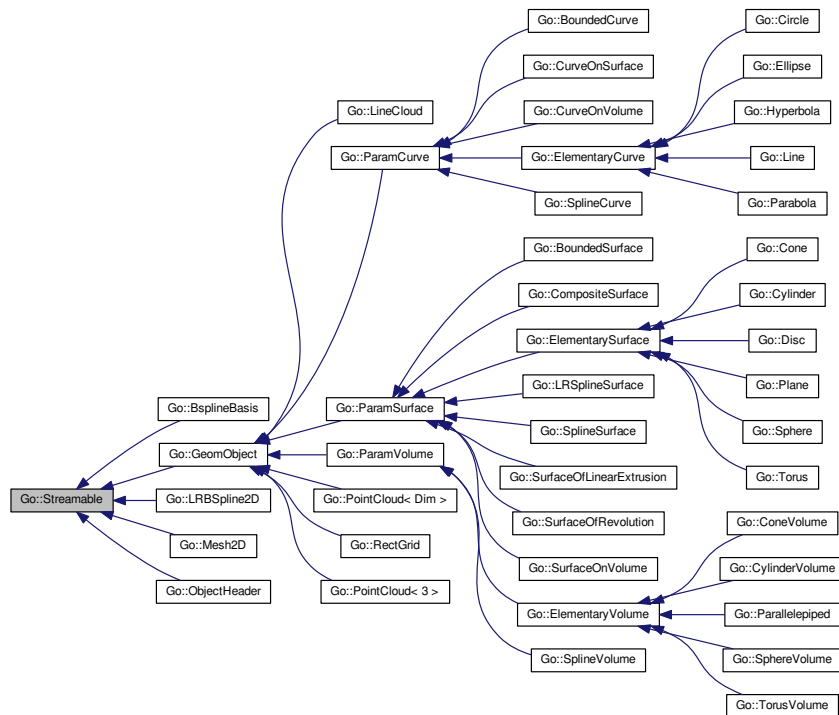 Go::Streamable
Go::BsplineBasis
Go::GeomObject
Go::LRBSpline2D
Go::Mesh2D
Go::ObjectHeader
Go::LineCloud
Go::ParamCurve
Go::ParamSurface
Go::ParamVolume
Go::PointCloud< Dim >
Go::RectGrid
Go::PointCloud< 3 >
Go::BoundedCurve
Go::CurveOnSurface
Go::CurveOnVolume
Go::ElementaryCurve
Go::SplineCurve
Go::BoundedSurface
Go::CompositeSurface
Go::ElementarySurface
Go::LRSplineSurface
Go::SplineSurface
Go::SurfaceOfLinearExtrusion
Go::SurfaceOfRevolution
Go::SurfaceOnVolume
Go::ElementaryVolume
Go::SplineVolume
Go::Circle
Go::Ellipse
Go::Hyperbola
Go::Line
Go::Parabola
Go::Cone
Go::Cylinder
Go::Disc
Go::Plane
Go::Sphere
Go::Torus
Go::ConeVolume
Go::CylinderVolume
Go::Parallelepiped
Go::SphereVolume
Go::TorusVolume